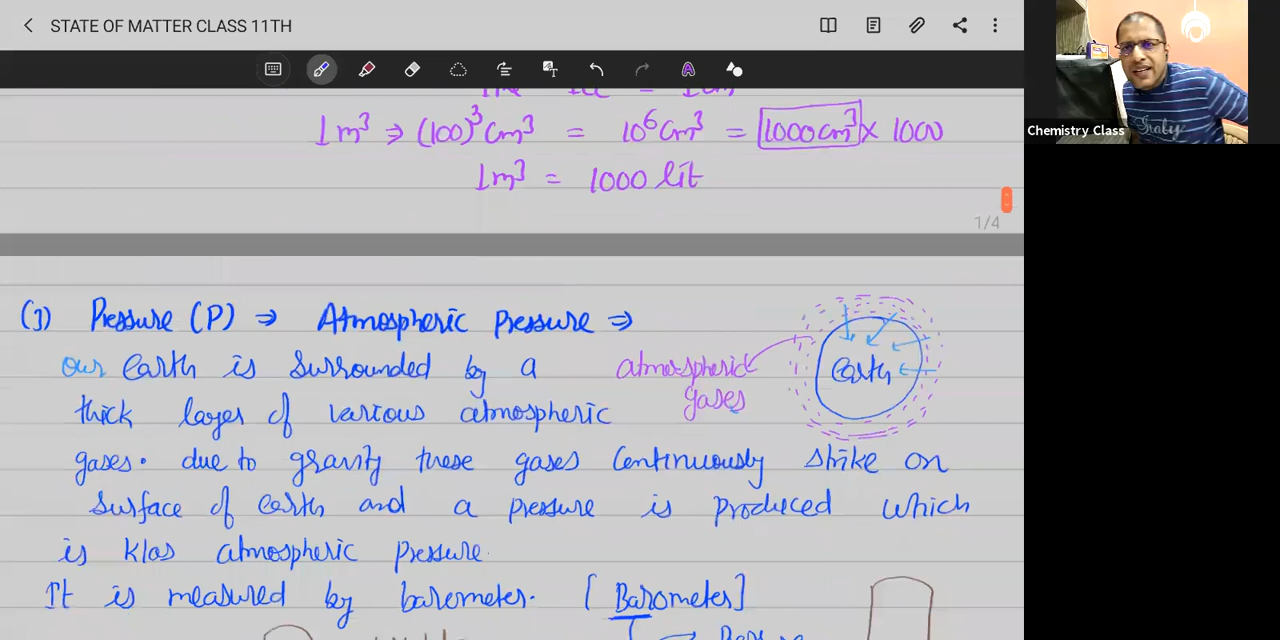 STATE OF MATTER CLASS 11TH
Chemistry Class
1m³ ⇒ (100)³ cm³ = 10⁶ cm³ = 1000cm³ × 1000
1m³ = 1000 lit
1/4
(3) Pressure (P) ⇒ Atmospheric Pressure ⇒
our Earth is surrounded by a
thick layer of various atmospheric
atmospheric
gases
Earth
gases. due to gravity these gases continuously strike on
surface of earth and a pressure is produced which
is klas atmospheric pressure.
It is measured by barometer. [Barometer]